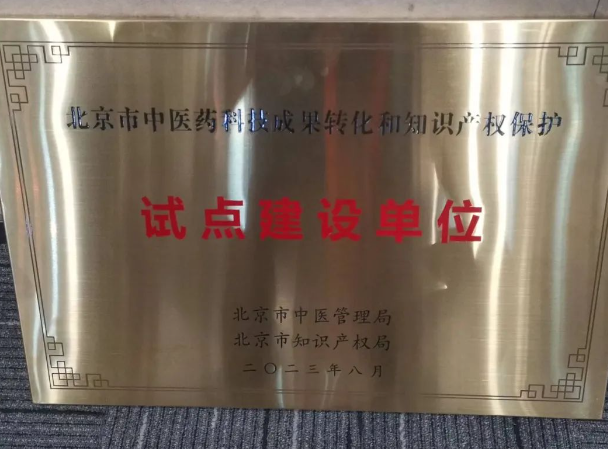 北京市中医药科技成果转化和知识产权保护
试点建设单位
北京市中医管理局
北京市知识产权局
二〇二三年八月